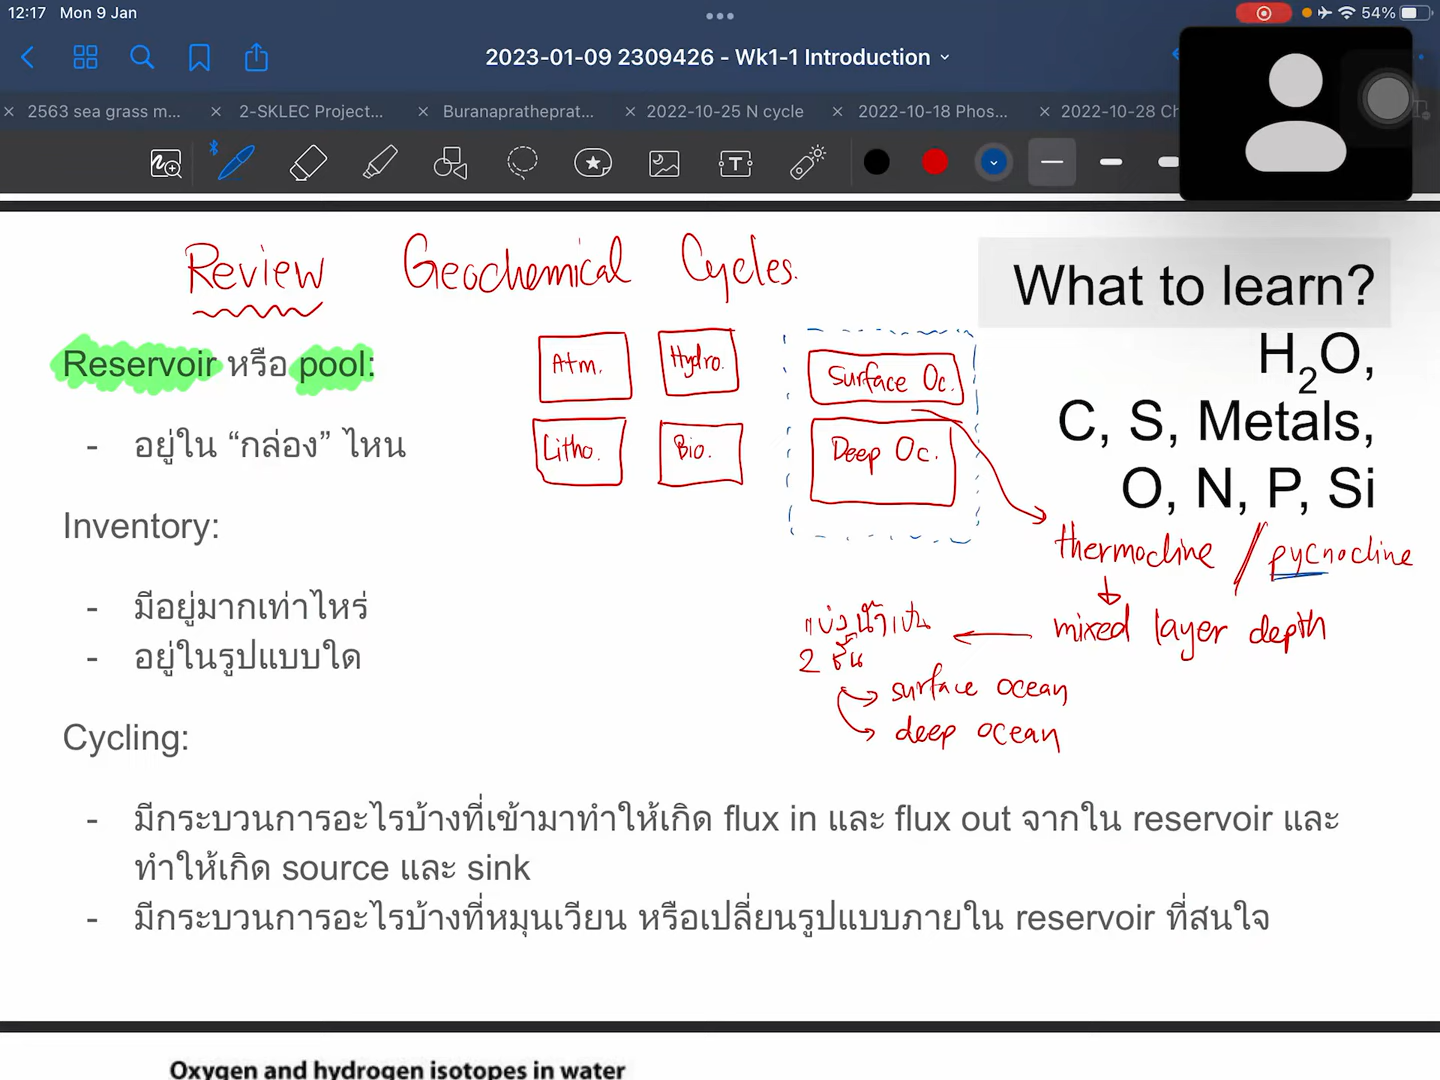 12:17 Mon 9 Jan
54%
2023-01-09 2309426 - Wk1-1 Introduction
2563 sea grass m...
2-SKLEC Project...
Buranapratheprat...
2022-10-25 N cycle
2022-10-18 Phos...
2022-10-28 Ch
Review Geochemical Cycles.
What to learn?
H₂O,
C, S, Metals,
O, N, P, Si
Reservoir หรือ pool:
- อยู่ใน “กล่อง” ไหน
Atm.
Hydro.
Litho.
Bio.
Surface Oc.
Deep Oc.
thermocline / pycnocline
mixed layer depth
แบ่งน้ำเป็น
2 ชั้น
surface ocean
deep ocean
Inventory:
- มีอยู่มากเท่าไหร่
- อยู่ในรูปแบบใด
Cycling:
- มีกระบวนการอะไรบ้างที่เข้ามาทำให้เกิด flux in และ flux out จากใน reservoir และ
ทำให้เกิด source และ sink
- มีกระบวนการอะไรบ้างที่หมุนเวียน หรือเปลี่ยนรูปแบบภายใน reservoir ที่สนใจ
Oxygen and hydrogen isotopes in water